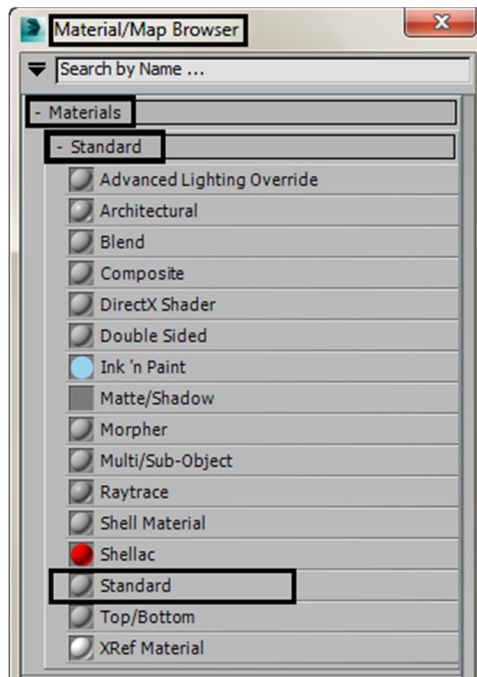 Material/Map Browser
Search by Name ...
- Materials
- Standard
Advanced Lighting Override
Architectural
Blend
Composite
DirectX Shader
Double Sided
Ink 'n Paint
Matte/Shadow
Morpher
Multi/Sub-Object
Raytrace
Shell Material
Shellac
Standard
Top/Bottom
XRef Material